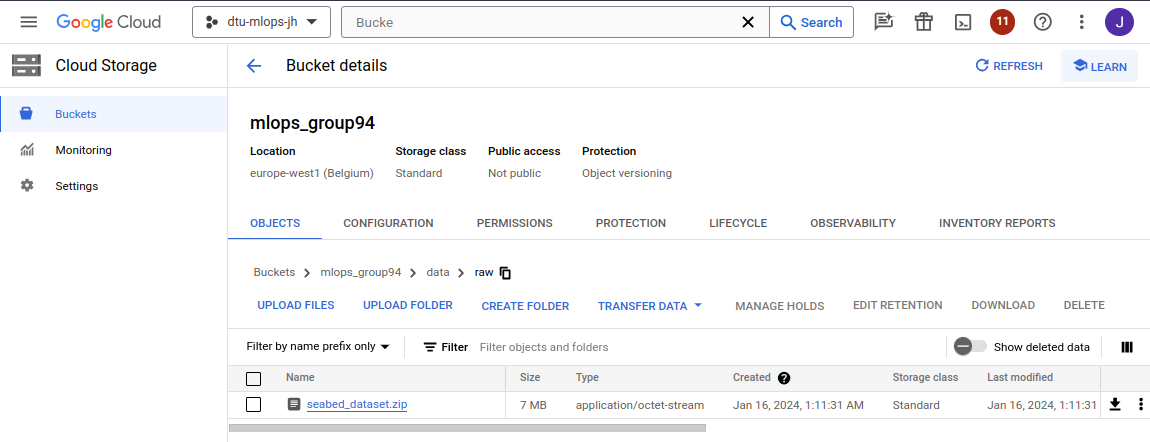 Google Cloud dtu-mlops-jh Bucke Search 11 J
Cloud Storage
Buckets
Monitoring
Settings
Bucket details REFRESH LEARN
mlops_group94
Location Storage class Public access Protection
europe-west1 (Belgium) Standard Not public Object versioning
OBJECTS CONFIGURATION PERMISSIONS PROTECTION LIFECYCLE OBSERVABILITY INVENTORY REPORTS
Buckets > mlops_group94 > data > raw
UPLOAD FILES UPLOAD FOLDER CREATE FOLDER TRANSFER DATA MANAGE HOLDS EDIT RETENTION DOWNLOAD DELETE
Filter by name prefix only Filter Filter objects and folders Show deleted data
Name Size Type Created Storage class Last modified
seabed_dataset.zip 7 MB application/octet-stream Jan 16, 2024, 1:11:31 AM Standard Jan 16, 2024, 1:11:31